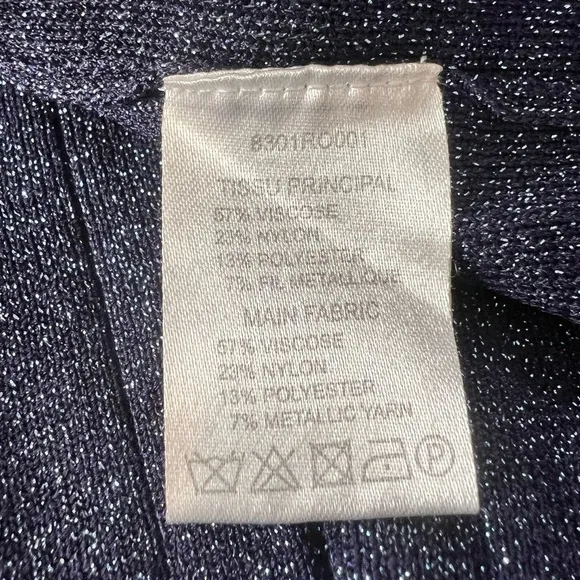 8301RO001
TISSU PRINCIPAL
57% VISCOSE
23% NYLON
13% POLYESTER
7% FIL METALLIQUE
MAIN FABRIC
57% VISCOSE
23% NYLON
13% POLYESTER
7% METALLIC YARN
P